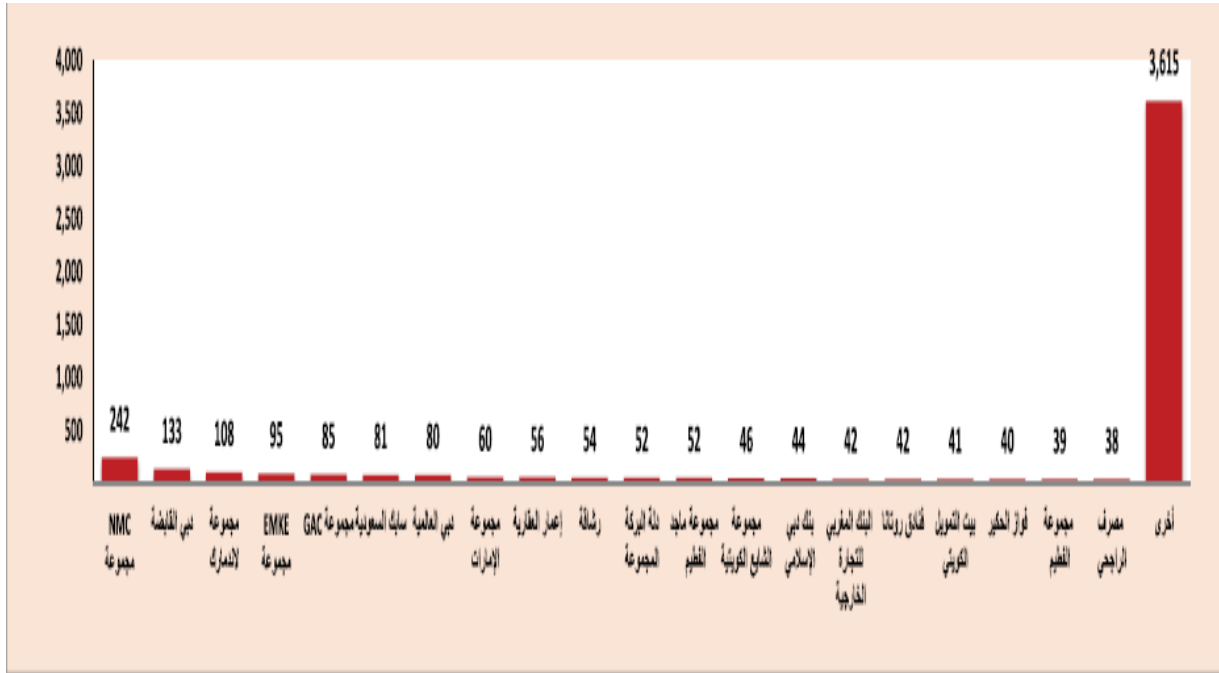 4,000
3,500
3,000
2,500
2,000
1,500
1,000
500
242
133
108
95
85
81
80
60
56
54
52
52
46
44
42
42
41
40
39
38
3,615
NMC
مجموعة
دبي القابضة
مجموعة
لاندمارك
EMKE
مجموعة
مجموعة GAC
سابك السعودية
دبي العالمية
مجموعة
الإمارات
إعمار العقارية
رشاقة
دلة البركة
المجموعة
مجموعة ماجد
الفطيم
مجموعة
الشايع الكويتية
بنك دبي
الإسلامي
البنك المغربي
للتجارة
الخارجية
فنادق روتانا
بيت التمويل
الكويتي
فواز الحكير
مجموعة
الفطيم
مصرف
الراجحي
أخرى